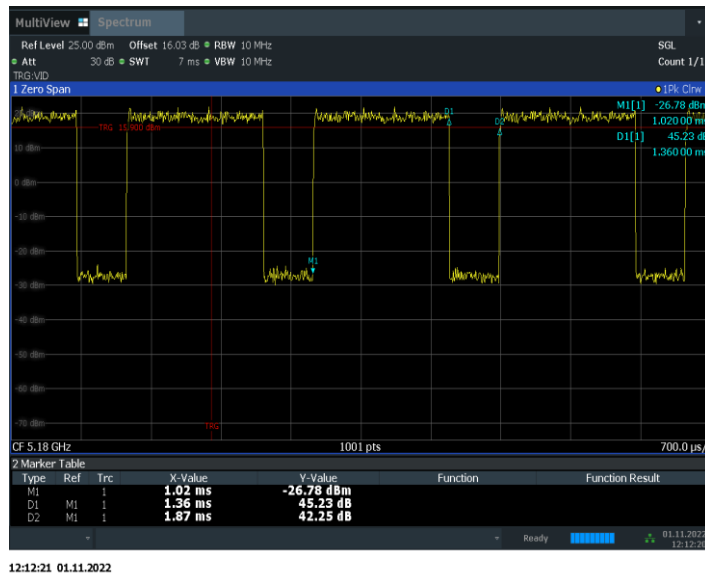 MultiView Spectrum
Ref Level 25.00 dBm Offset 16.03 dB RBW 10 MHz SGL
Att 30 dB SWT 7 ms VBW 10 MHz Count 1/1
TRG:VID
1 Zero Span 1Pk Clrw
M1[1] -26.78 dBm
1.020 00 ms
D1[1] 45.23 dB
1.360 00 ms
D1
D2
TRG 15.900 dBm
10 dBm
0 dBm
-10 dBm
-20 dBm
M1
-30 dBm
-40 dBm
-50 dBm
-60 dBm
-70 dBm
TRG
CF 5.18 GHz 1001 pts 700.0 µs/
2 Marker Table
Type Ref Trc X-Value Y-Value Function Function Result
M1 1 1.02 ms -26.78 dBm
D1 M1 1 1.36 ms 45.23 dB
D2 M1 1 1.87 ms 42.25 dB
Ready 01.11.2022
12:12:20
12:12:21 01.11.2022